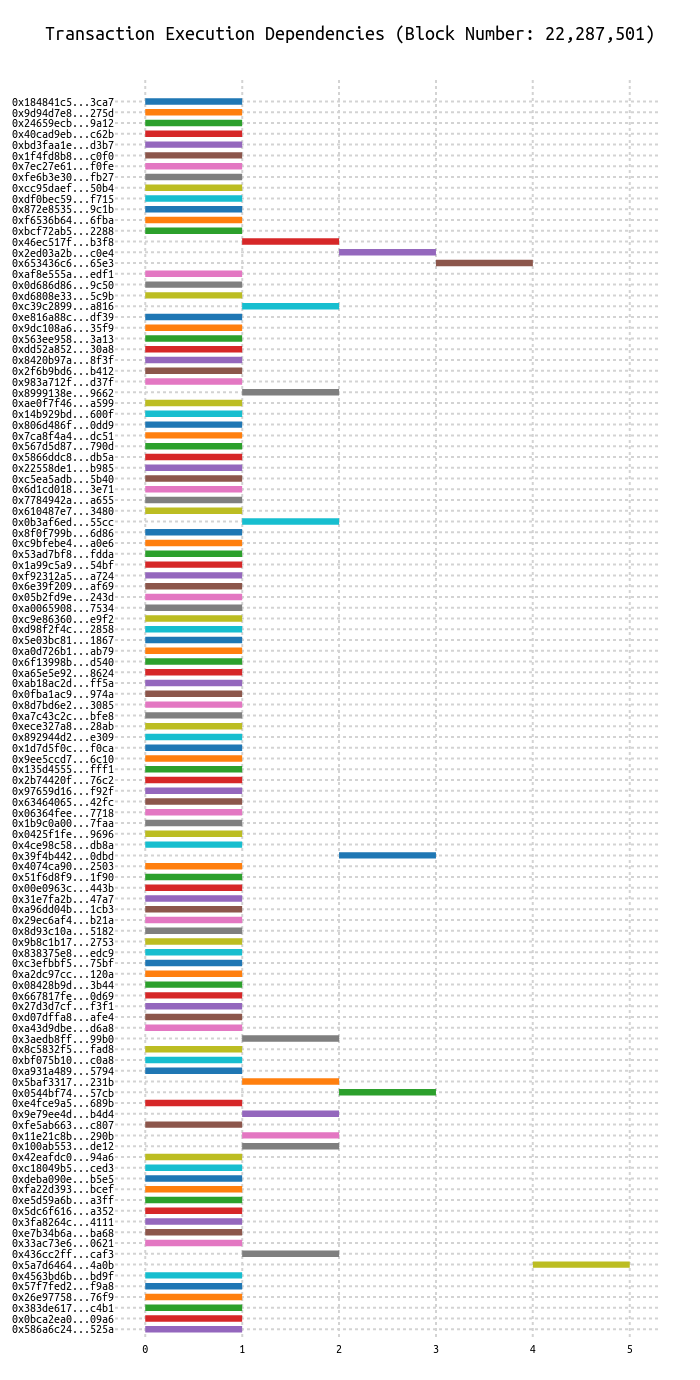 Transaction Execution Dependencies (Block Number: 22,287,501)
0x184841c5...3ca7
0x9d94d7e8...275d
0x24659ecb...9a12
0x40cad9eb...c62b
0xbd3faa1e...d3b7
0x1f4fd8b8...c0f0
0x7ec27e61...f0fe
0xfe6b3e30...fb27
0xcc95daef...50b4
0xdf0bec59...f715
0x872e8535...9c1b
0xf6536b64...6fba
0xbcf72ab5...2288
0x46ec517f...b3f8
0x2ed03a2b...c0e4
0x653436c6...65e3
0xaf8e555a...edf1
0x0d686d86...9c50
0xd6808e33...5c9b
0xc39c2899...a816
0xe816a88c...df39
0x9dc108a6...35f9
0x563ee958...3a13
0xdd52a852...30a8
0x8420b97a...8f3f
0x2f6b9bd6...b412
0x983a712f...d37f
0x8999138e...9662
0xae0f7f46...a599
0x14b929bd...600f
0x806d486f...0dd9
0x7ca8f4a4...dc51
0x567d5d87...790d
0x5866ddc8...db5a
0x22558de1...b985
0xc5ea5adb...5b40
0x6d1cd018...3e71
0x7784942a...a655
0x610487e7...3480
0x0b3af6ed...55cc
0x8f0f799b...6d86
0xc9bfebe4...a0e6
0x53ad7bf8...fdda
0x1a99c5a9...54bf
0xf92312a5...a724
0x6e39f209...af69
0x05b2fd9e...243d
0xa0065908...7534
0xc9e86360...e9f2
0xd98f2f4c...2858
0x5e03bc81...1867
0xa0d726b1...ab79
0x6f13998b...d540
0xa65e5e92...8624
0xab18ac2d...ff5a
0x0fba1ac9...974a
0x8d7bd6e2...3085
0xa7c43c2c...bfe8
0xece327a8...28ab
0x892944d2...e309
0x1d7d5f0c...f0ca
0x9ee5ccd7...6c10
0x135d4555...fff1
0x2b74420f...76c2
0x97659d16...f92f
0x63464065...42fc
0x06364fee...7718
0x1b9c0a00...7faa
0x0425f1fe...9696
0x4ce98c58...db8a
0x39f4b442...0dbd
0x4074ca90...2503
0x51f6d8f9...1f90
0x00e0963c...443b
0x31e7fa2b...47a7
0xa96dd04b...1cb3
0x29ec6af4...b21a
0x8d93c10a...5182
0x9b8c1b17...2753
0x838375e8...edc9
0xc3efbbf5...75bf
0xa2dc97cc...120a
0x08428b9d...3b44
0x667817fe...0d69
0x27d3d7cf...f3f1
0xd07dffa8...afe4
0xa43d9dbe...d6a8
0x3aedb8ff...99b0
0x8c5832f5...fad8
0xbf075b10...c0a8
0xa931a489...5794
0x5baf3317...231b
0x0544bf74...57cb
0xe4fce9a5...689b
0x9e79ee4d...b4d4
0xfe5ab663...c807
0x11e21c8b...290b
0x100ab553...de12
0x42eafdc0...94a6
0xc18049b5...ced3
0xdeba090e...b5e5
0xfa22d393...bcef
0xe5d59a6b...a3ff
0x5dc6f616...a352
0x3fa8264c...4111
0xe7b34b6a...ba68
0x33ac73e6...0621
0x436cc2ff...caf3
0x5a7d6464...4a0b
0x4563bd6b...bd9f
0x57f7fed2...f9a8
0x26e97758...76f9
0x383de617...c4b1
0x0bca2ea0...09a6
0x586a6c24...525a
0 1 2 3 4 5